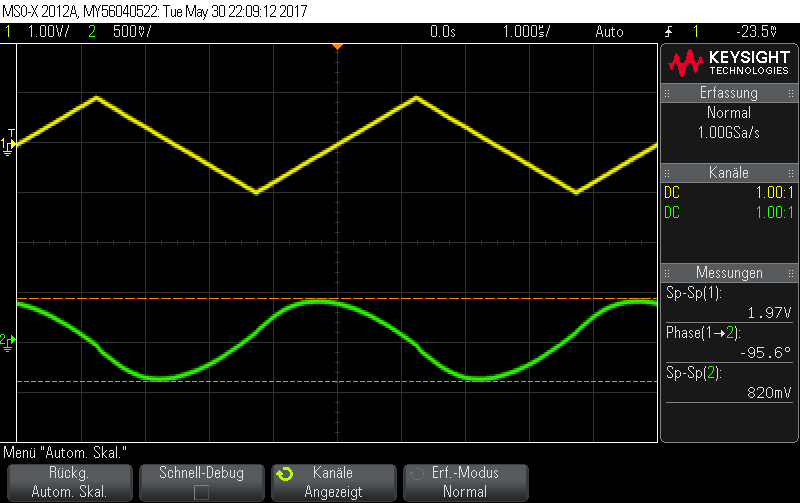 MSO-X 2012A, MY56040522: Tue May 30 22:09:12 2017
1 1.00V/ 2 500mV/ 0.0s 1.000s/ Auto 1 -23.5V
KEYSIGHT
TECHNOLOGIES
Erfassung
Normal
1.00GSa/s
Kanäle
DC 1.00:1
DC 1.00:1
Messungen
Sp-Sp(1):
1.97V
Phase(1→2):
-95.6°
Sp-Sp(2):
820mV
T
1
2
Menü "Autom. Skal."
Rückg.
Autom. Skal.
Schnell-Debug
Kanäle
Angezeigt
Erf.-Modus
Normal